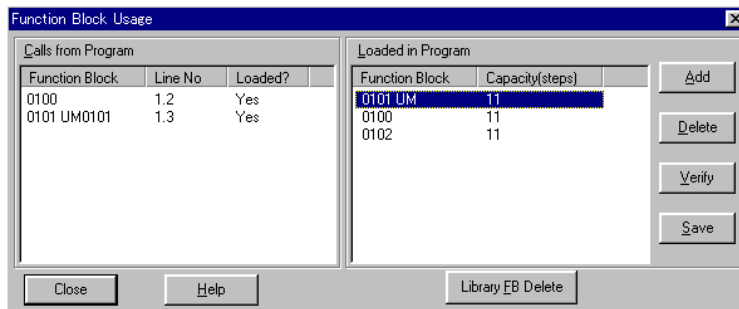 Function Block Usage
Calls from Program
Function Block Line No Loaded?
0100 1.2 Yes
0101 UM0101 1.3 Yes
Loaded in Program
Function Block Capacity(steps)
0101 UM 11
0100 11
0102 11
Add
Delete
Verify
Save
Close
Help
Library FB Delete